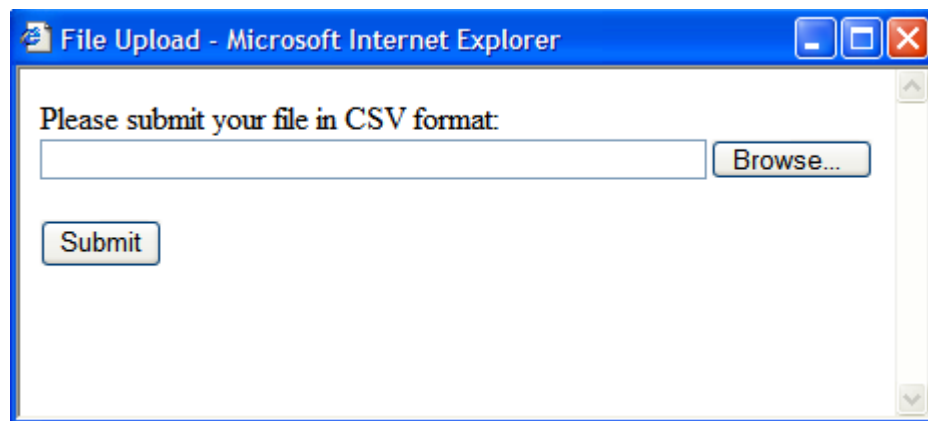 File Upload - Microsoft Internet Explorer
Please submit your file in CSV format:
Browse...
Submit